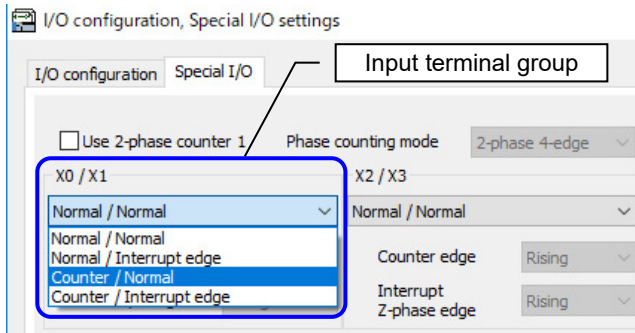 I/O configuration, Special I/O settings
Input terminal group
I/O configuration Special I/O
Use 2-phase counter 1 Phase counting mode 2-phase 4-edge
X0 / X1 X2 / X3
Normal / Normal Normal / Normal
Normal / Normal
Normal / Interrupt edge Counter edge Rising
Counter / Normal
Counter / Interrupt edge Interrupt
Z-phase edge Rising